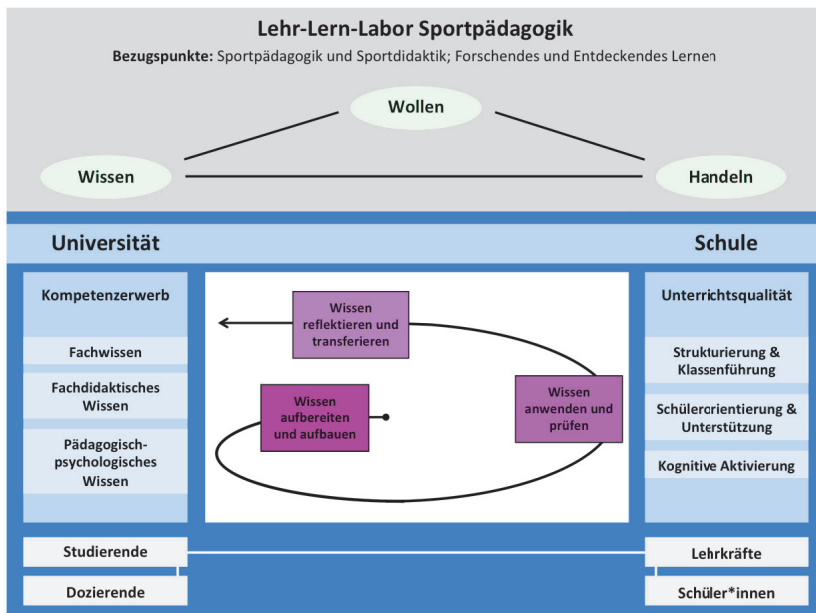 Lehr-Lern-Labor Sportpädagogik
Bezugspunkte: Sportpädagogik und Sportdidaktik; Forschendes und Entdeckendes Lernen
Wollen
Wissen
Handeln
Universität
Schule
Kompetenzerwerb
Fachwissen
Fachdidaktisches
Wissen
Pädagogisch-
psychologisches
Wissen
Wissen
reflektieren und
transferieren
Wissen
aufbereiten
und aufbauen
Wissen
anwenden und
prüfen
Unterrichtsqualität
Strukturierung &
Klassenführung
Schülerorientierung &
Unterstützung
Kognitive Aktivierung
Studierende
Lehrkräfte
Dozierende
Schüler*innen